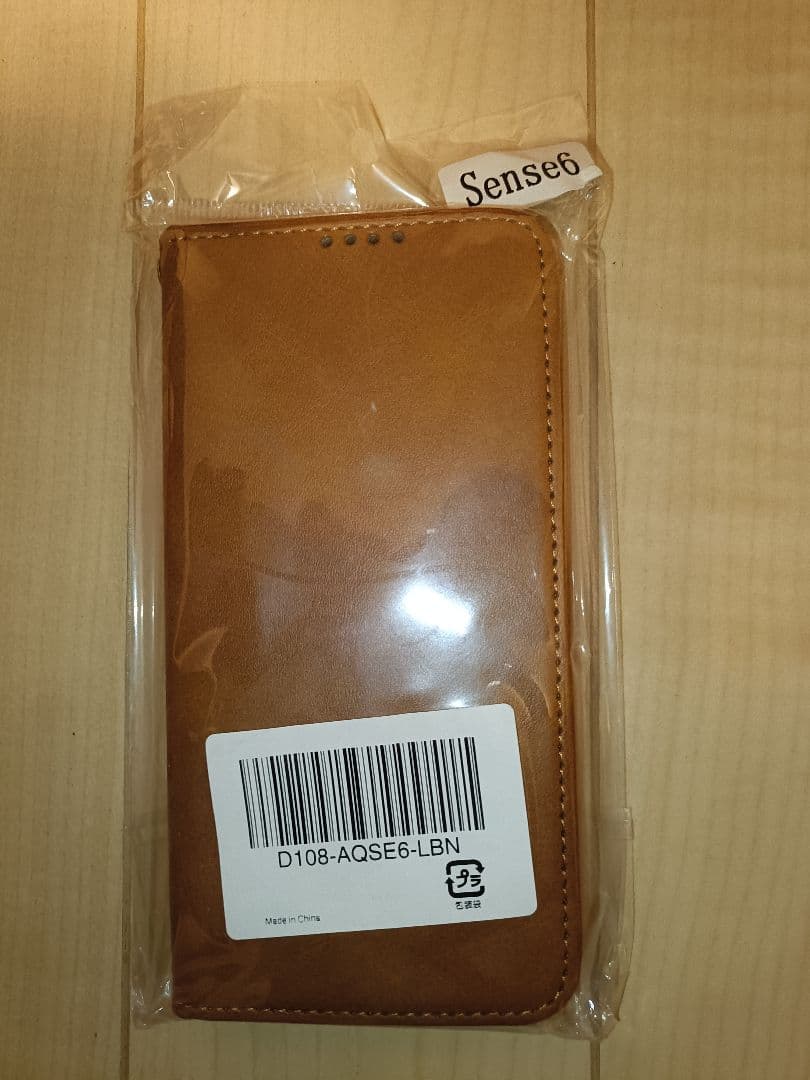 Sense6
D108-AQSE6-LBN
プラ
包装袋
Made in China